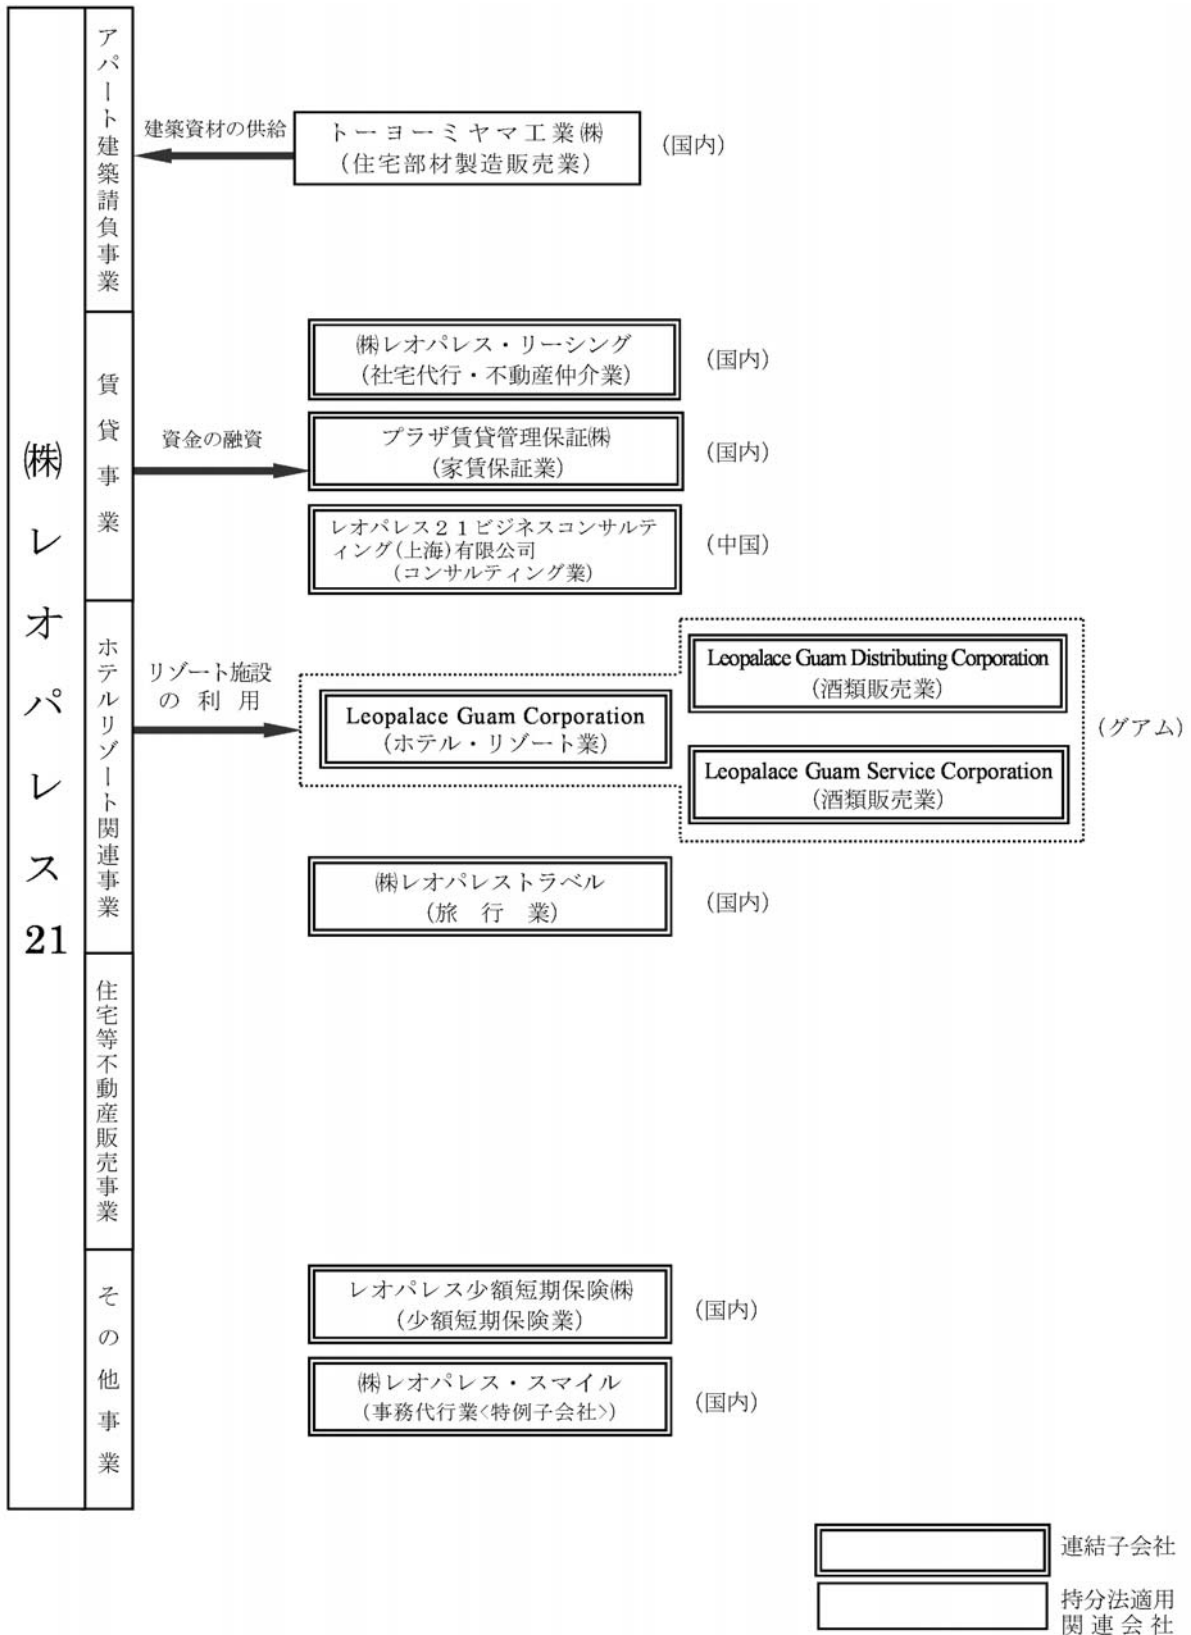 ㈱レオパレス21
アパート建築請負事業
建築資材の供給
トーヨーミヤマ工業㈱
（住宅部材製造販売業）
（国内）
賃貸事業
資金の融資
㈱レオパレス・リーシング
（社宅代行・不動産仲介業）
（国内）
プラザ賃貸管理保証㈱
（家賃保証業）
（国内）
レオパレス２１ビジネスコンサルテ
ィング(上海)有限公司
（コンサルティング業）
（中国）
ホテルリゾート関連事業
リゾート施設
の利用
Leopalace Guam Corporation
（ホテル・リゾート業）
Leopalace Guam Distributing Corporation
（酒類販売業）
Leopalace Guam Service Corporation
（酒類販売業）
（グアム）
㈱レオパレストラベル
（旅 行 業）
（国内）
住宅等不動産販売事業
その他事業
レオパレス少額短期保険㈱
（少額短期保険業）
（国内）
㈱レオパレス・スマイル
（事務代行業<特例子会社>）
（国内）
連結子会社
持分法適用
関連会社